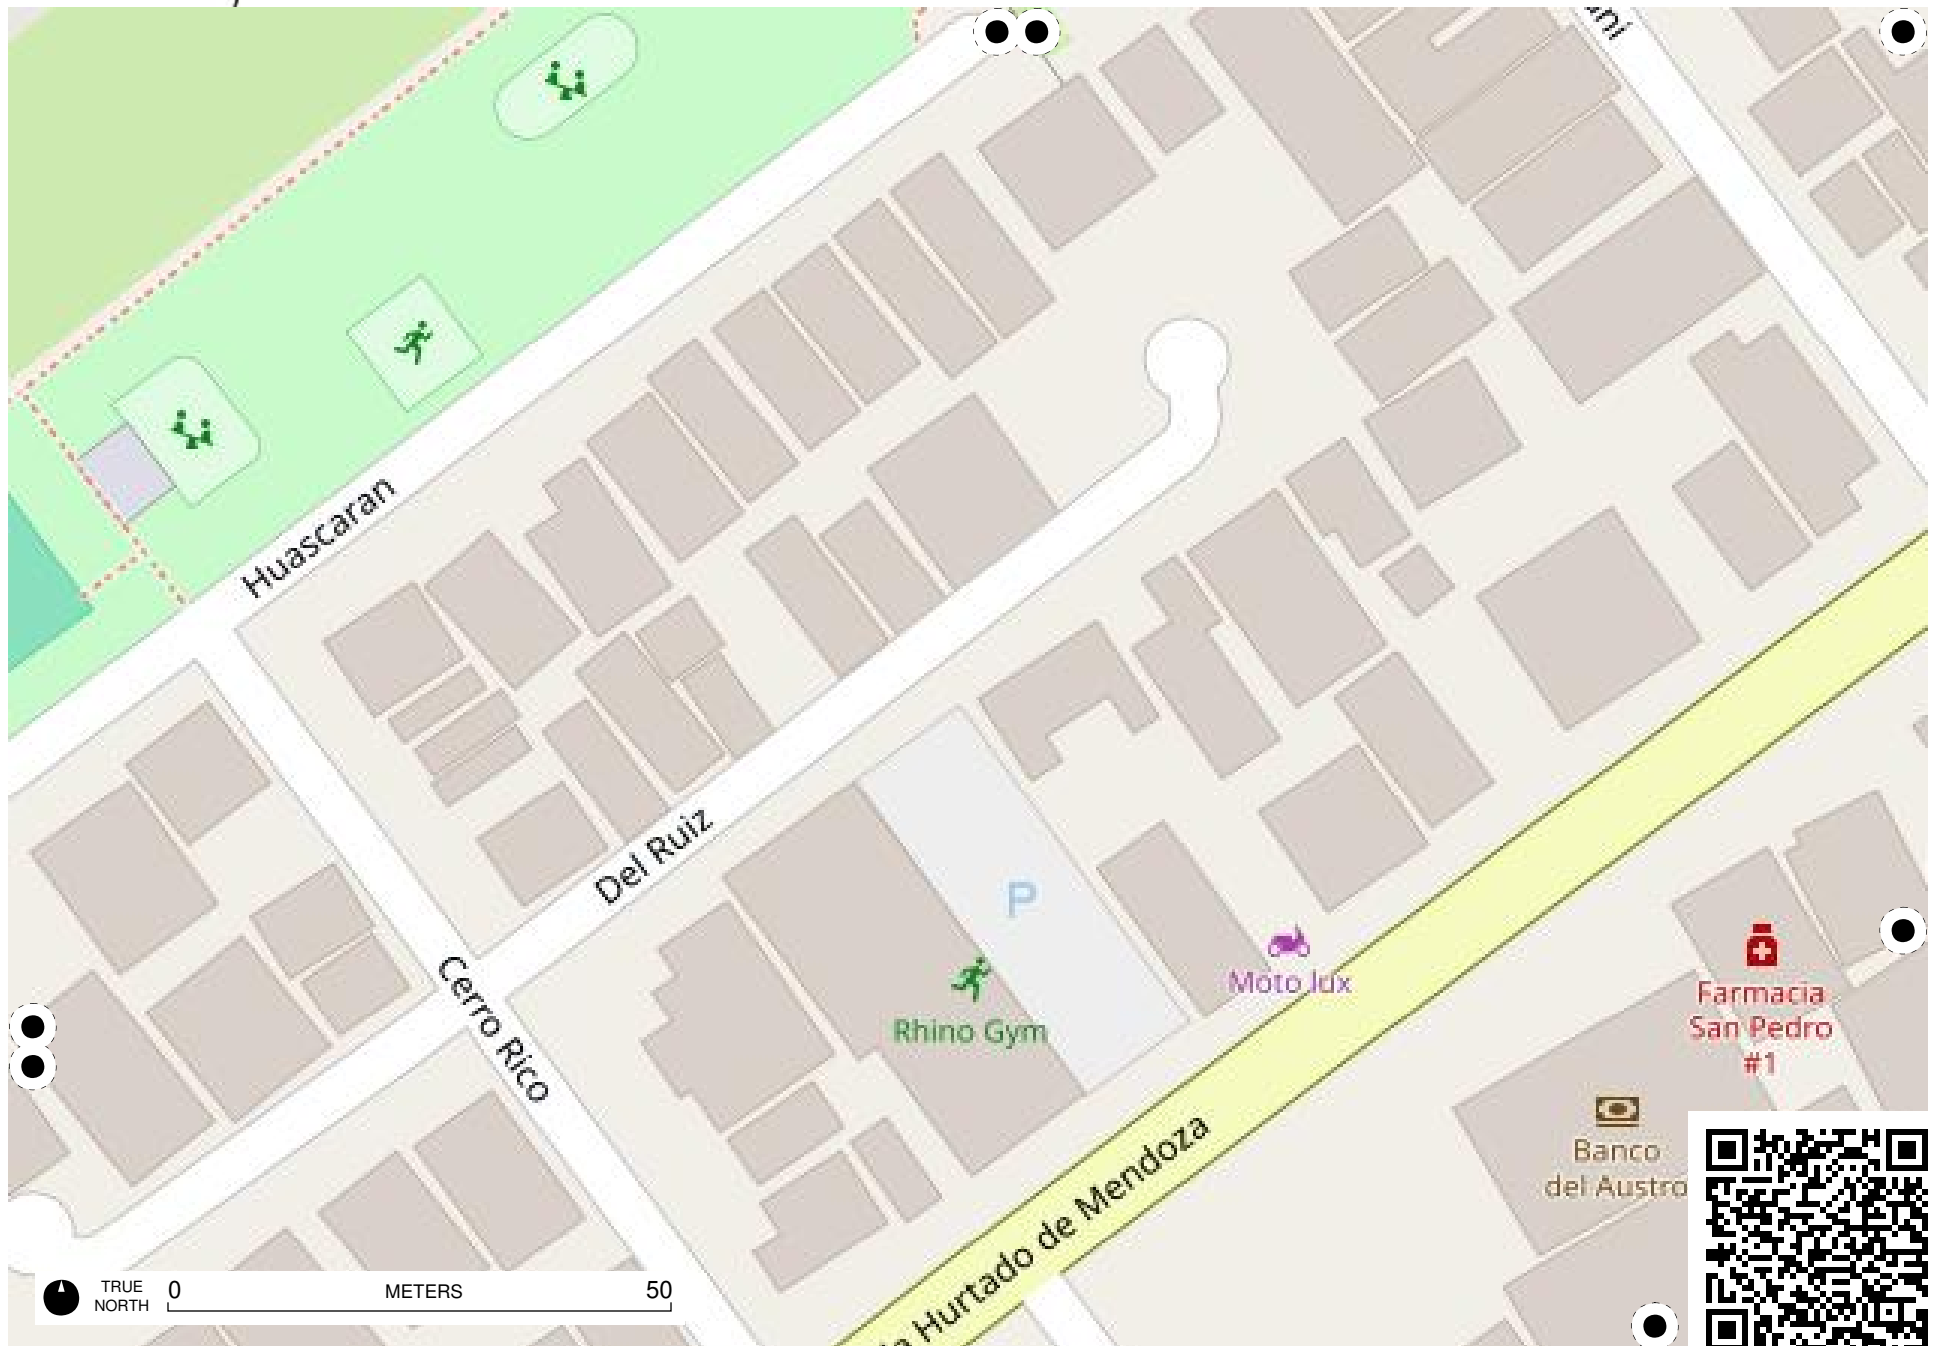 Huascaran
Del Ruiz
Cerro Rico
P
Rhino Gym
Moto lux
Farmacia
San Pedro
#1
Banco
del Austro
Hurtado de Mendoza
TRUE
NORTH
0
METERS
50